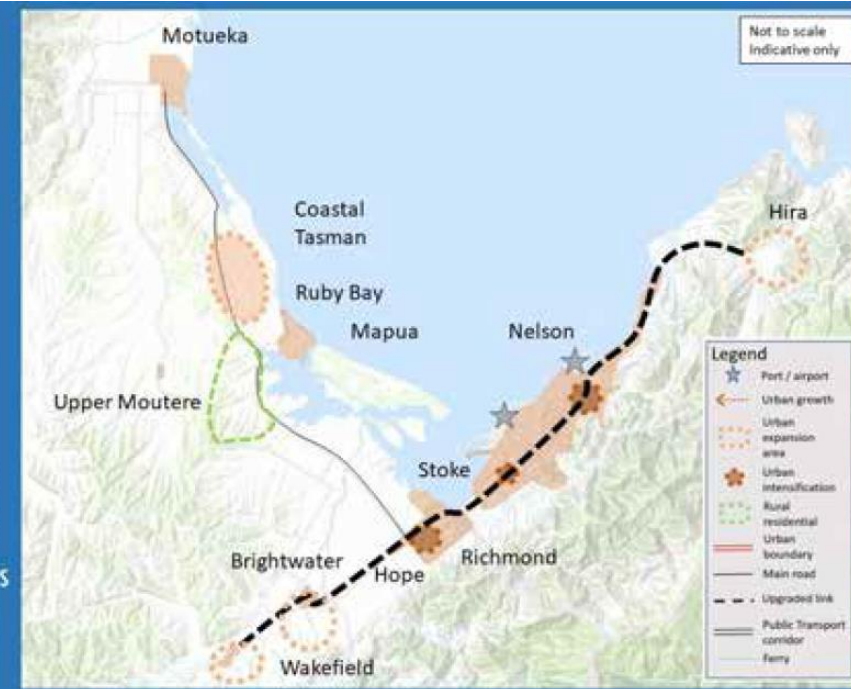 Motueka
Not to scale
Indicative only
Coastal
Tasman
Hira
Ruby Bay
Mapua
Nelson
Upper Moutere
Stoke
Brightwater
Hope
Richmond
Wakefield
s
Legend
Port / airport
Urban growth
Urban
expansion
area
Urban
intensification
Rural
residential
Urban
boundary
Main road
Upgraded link
Public Transport
corridor
Ferry